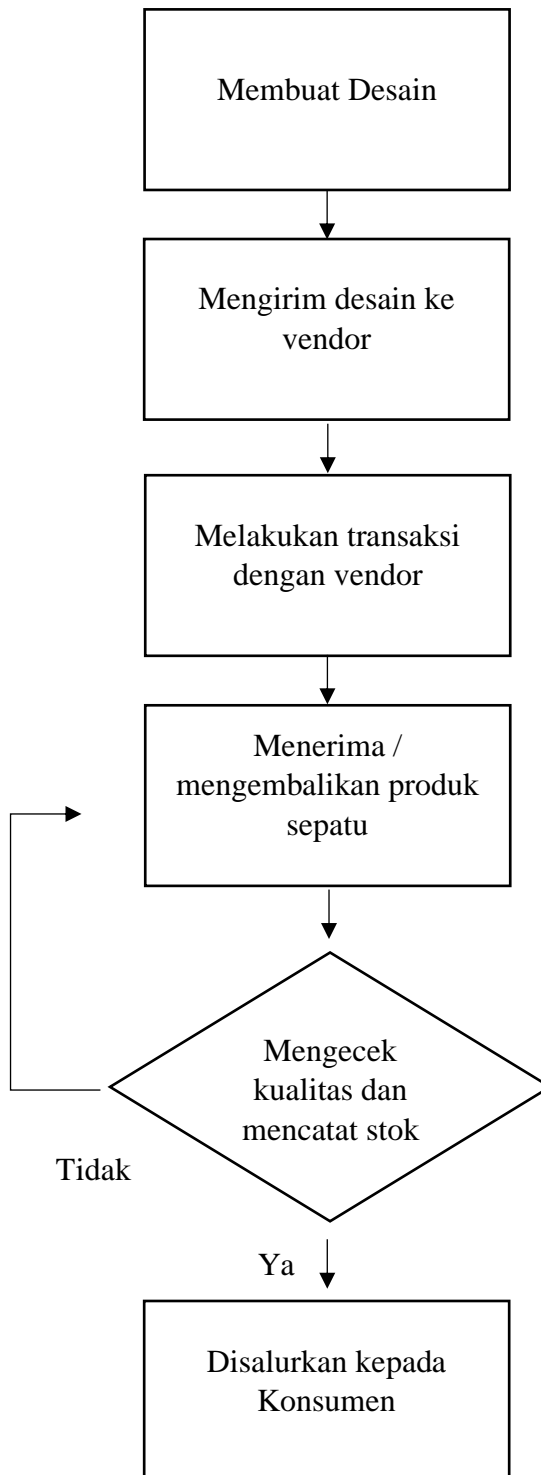 Membuat Desain
Mengirim desain ke
vendor
Melakukan transaksi
dengan vendor
Menerima /
mengembalikan produk
sepatu
Mengecek
kualitas dan
mencatat stok
Tidak
Ya
Disalurkan kepada
Konsumen